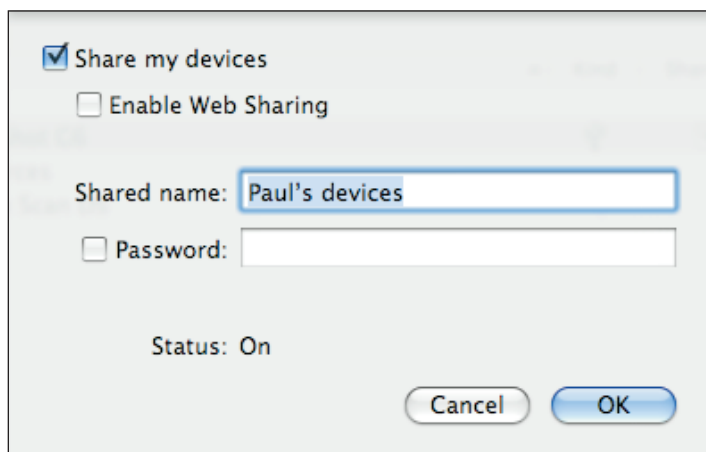 Share my devices
Enable Web Sharing
Shared name: Paul's devices
Password:
Status: On
Cancel OK